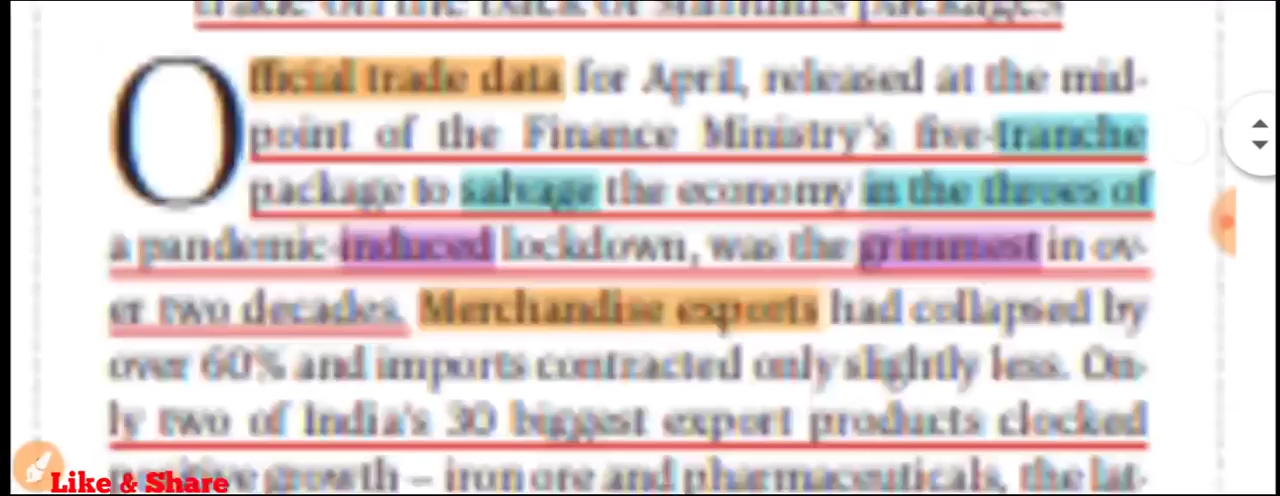 Official trade data for April, released at the mid-
point of the Finance Ministry's five-tranche
package to salvage the economy in the throes of
a pandemic-induced lockdown, was the grimmest in ov-
er two decades. Merchandise exports had collapsed by
over 60% and imports contracted only slightly less. On-
ly two of India's 30 biggest export products clocked
growth – iron ore and pharmaceuticals, the lat-
Like & Share